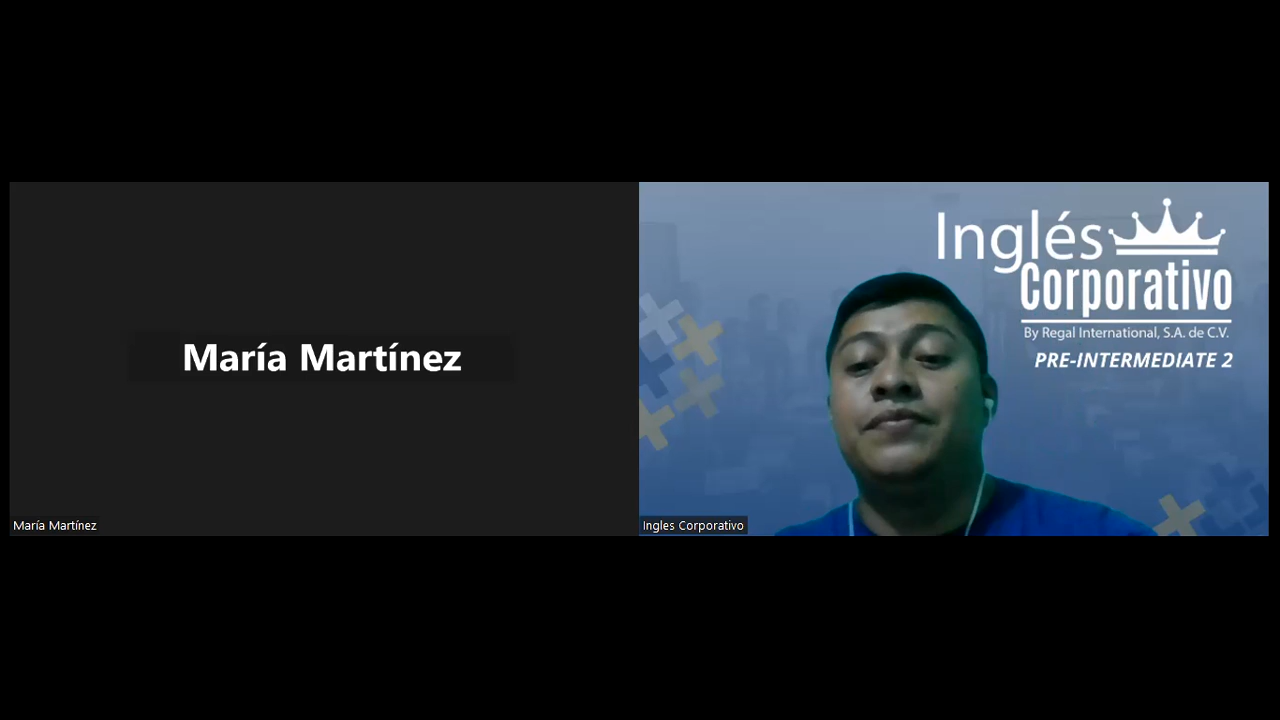 María Martínez
María Martínez
Inglés
Corporativo
By Regal International, S.A. de C.V.
PRE-INTERMEDIATE 2
Ingles Corporativo